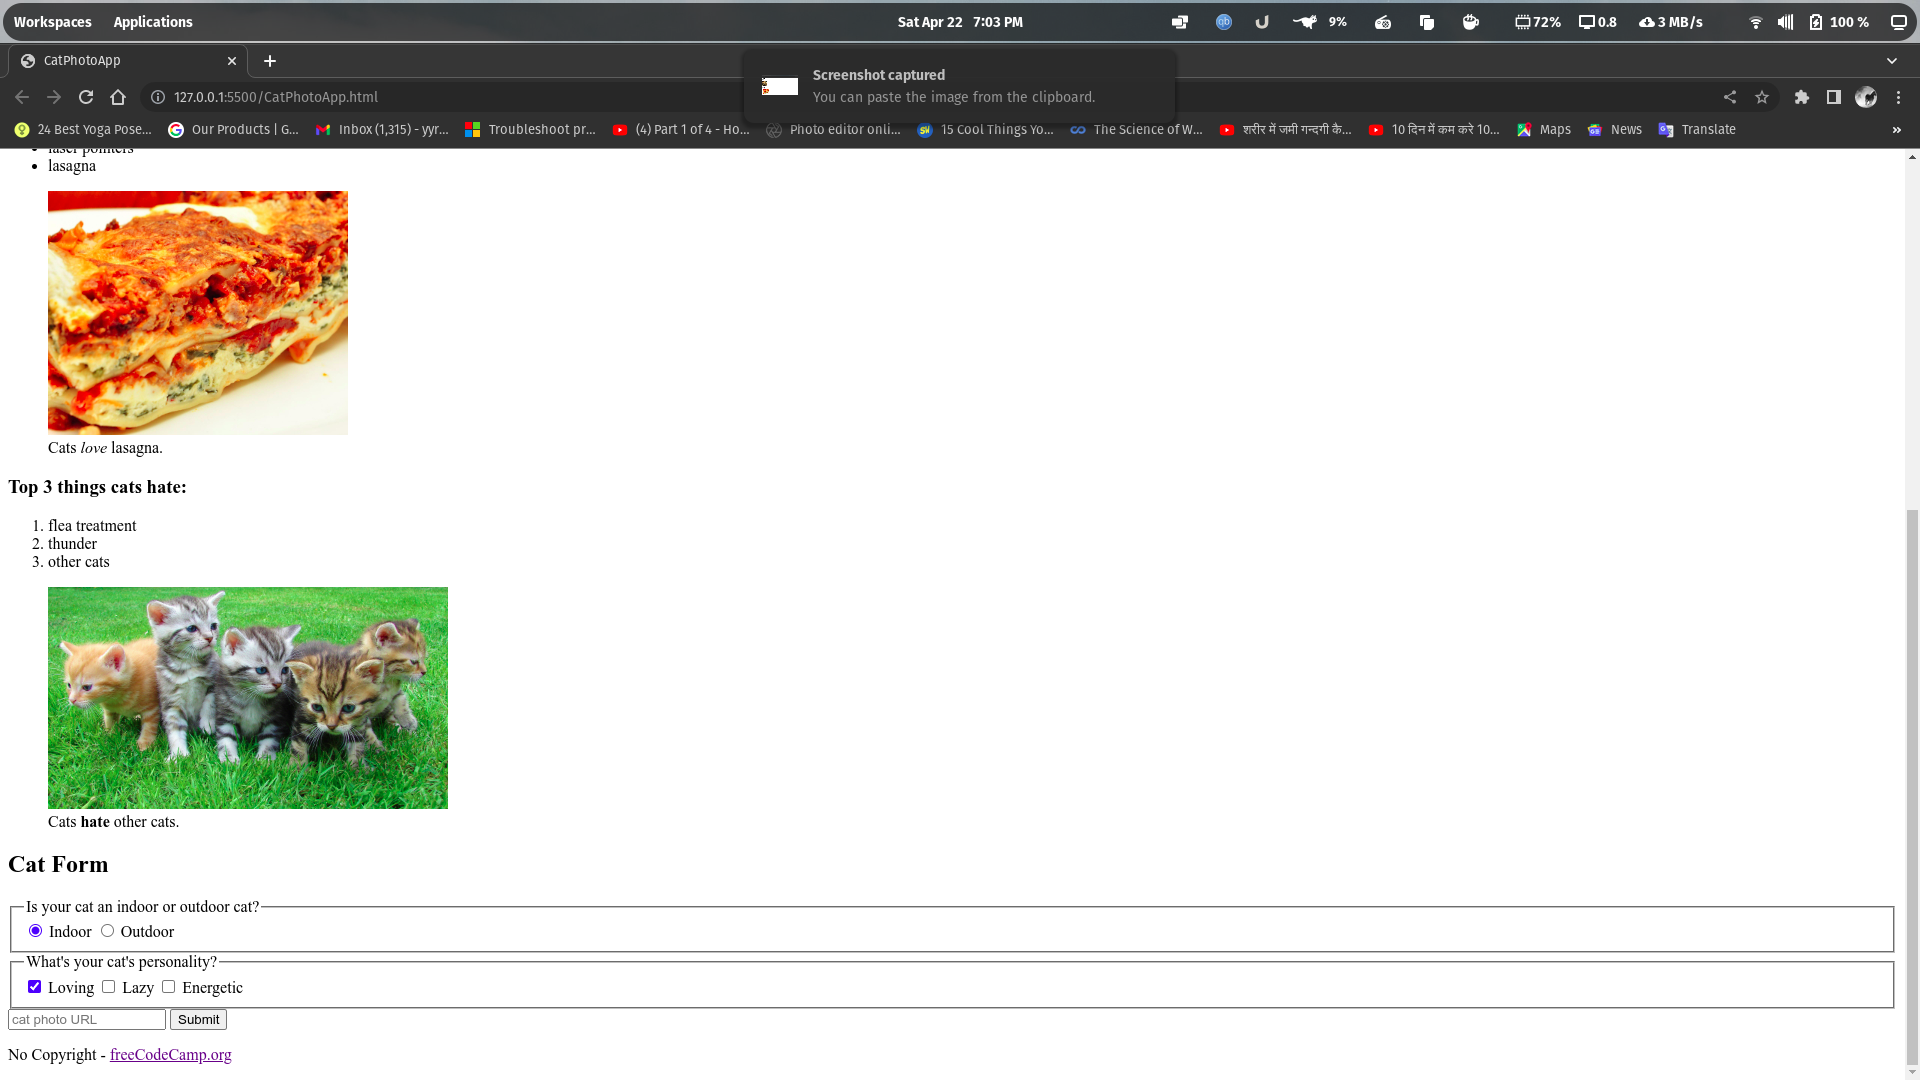 Workspaces Applications Sat Apr 22 7:03 PM 9% 72% 0.8 3 MB/s 100 %
CatPhotoApp
Screenshot captured
You can paste the image from the clipboard.
127.0.0.1:5500/CatPhotoApp.html
24 Best Yoga Pose... Our Products | G... Inbox (1,315) - yyr... Troubleshoot pr... (4) Part 1 of 4 - Ho... Photo editor onli... 15 Cool Things Yo... The Science of W... शरीर में जमी गन्दगी कै... 10 दिन में कम करे 10... Maps News Translate »
laser pointers
lasagna
Cats love lasagna.
Top 3 things cats hate:
1. flea treatment
2. thunder
3. other cats
Cats hate other cats.
Cat Form
Is your cat an indoor or outdoor cat?
Indoor Outdoor
What's your cat's personality?
Loving Lazy Energetic
cat photo URL Submit
No Copyright - freeCodeCamp.org